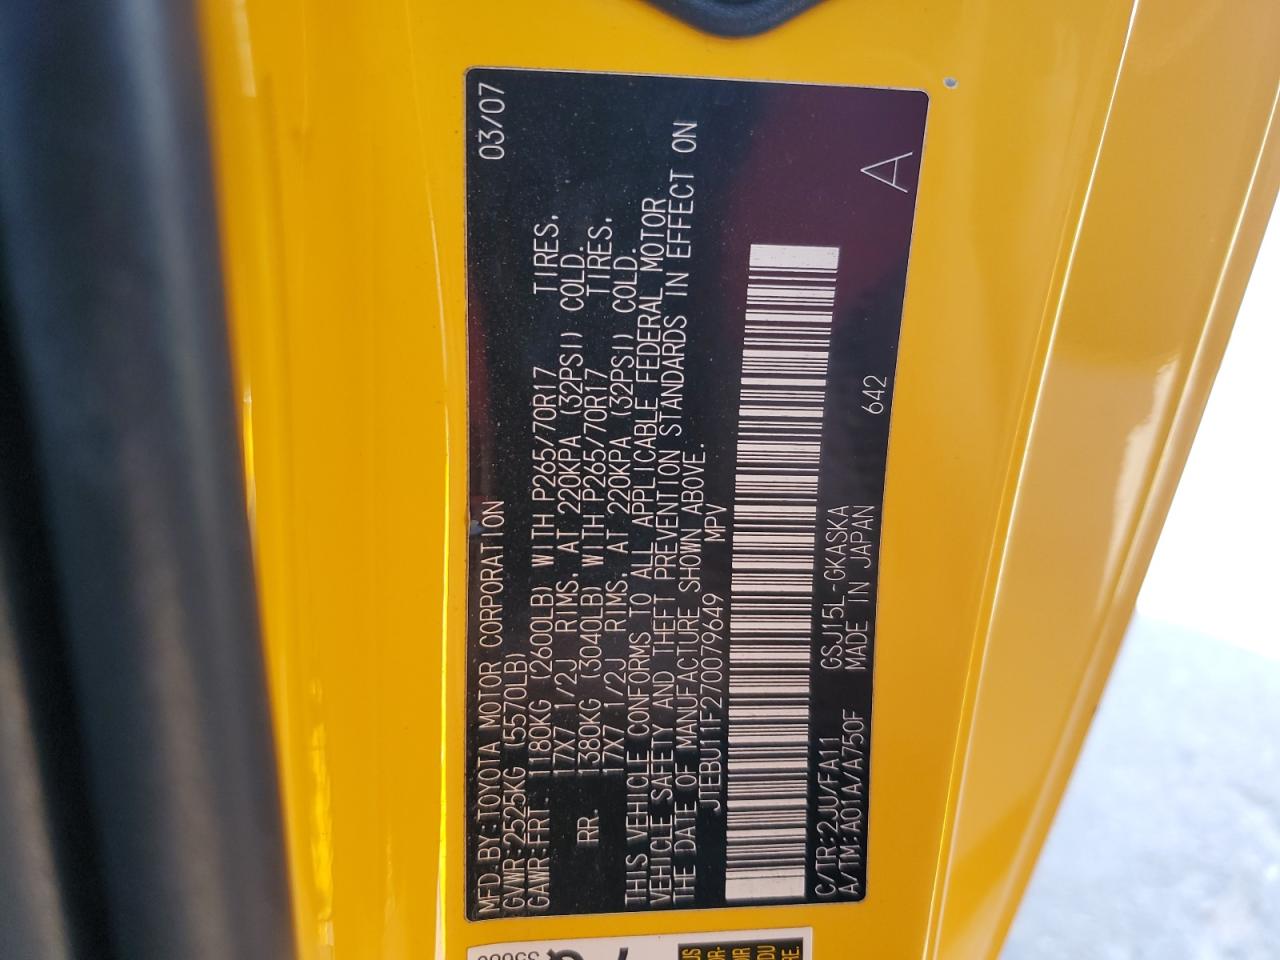 MFD.BY:TOYOTA MOTOR CORPORATION 03/07
GVWR:2525KG (5570LB)
GAWR:FRT. 1180KG (2600LB) WITH P265/70R17 TIRES.
17X7 1/2J RIMS. AT 220KPA (32PSI) COLD.
RR. 1380KG (3040LB) WITH P265/70R17 TIRES.
17X7 1/2J RIMS. AT 220KPA (32PSI) COLD.
THIS VEHICLE CONFORMS TO ALL APPLICABLE FEDERAL MOTOR
VEHICLE SAFETY AND THEFT PREVENTION STANDARDS IN EFFECT ON
THE DATE OF MANUFACTURE SHOWN ABOVE.
JTEBU11F270079649 MPV
C/TR:2JU/FA11 GSJ15L-GKASKA 642 A
A/TM:A01A/A750F MADE IN JAPAN